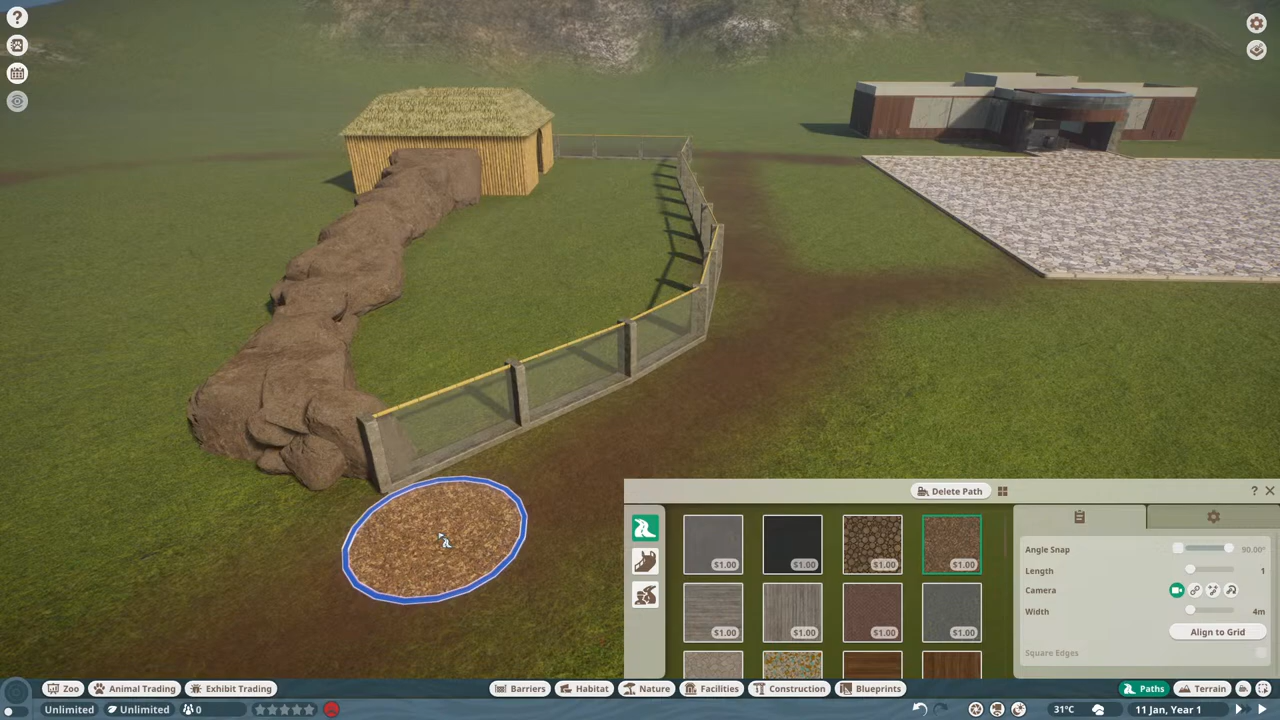 ?
Delete Path
?
$1.00 $1.00 $1.00 $1.00
$1.00 $1.00 $1.00 $1.00
Angle Snap 90.00°
Length 1
Camera
Width 4m
Align to Grid
Square Edges
Zoo Animal Trading Exhibit Trading Barriers Habitat Nature Facilities Construction Blueprints Paths Terrain
Unlimited Unlimited 0 31°C 11 Jan, Year 1